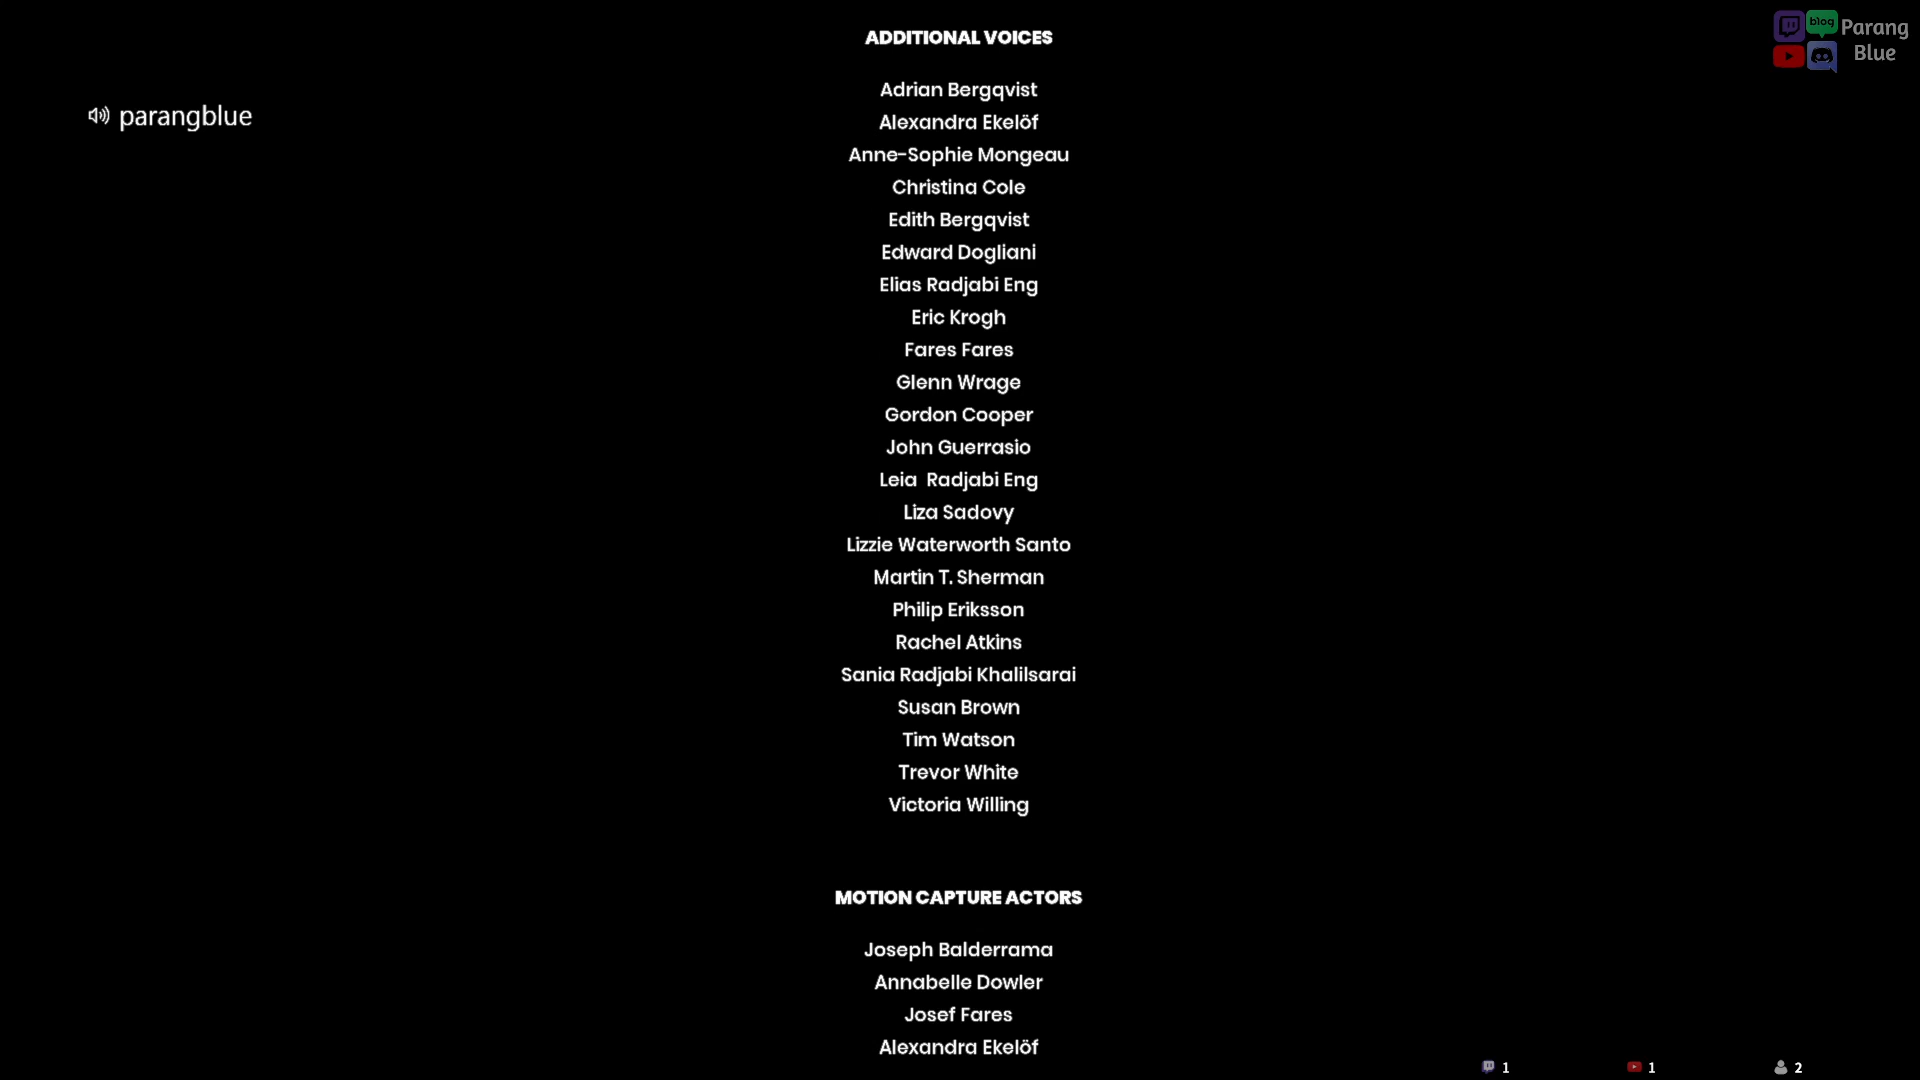 ADDITIONAL VOICES
Adrian Bergqvist
Alexandra Ekelöf
Anne-Sophie Mongeau
Christina Cole
Edith Bergqvist
Edward Dogliani
Elias Radjabi Eng
Eric Krogh
Fares Fares
Glenn Wrage
Gordon Cooper
John Guerrasio
Leia  Radjabi Eng
Liza Sadovy
Lizzie Waterworth Santo
Martin T. Sherman
Philip Eriksson
Rachel Atkins
Sania Radjabi Khalilsarai
Susan Brown
Tim Watson
Trevor White
Victoria Willing
MOTION CAPTURE ACTORS
Joseph Balderrama
Annabelle Dowler
Josef Fares
Alexandra Ekelöf
parangblue
blog
Parang
Blue
1
1
2